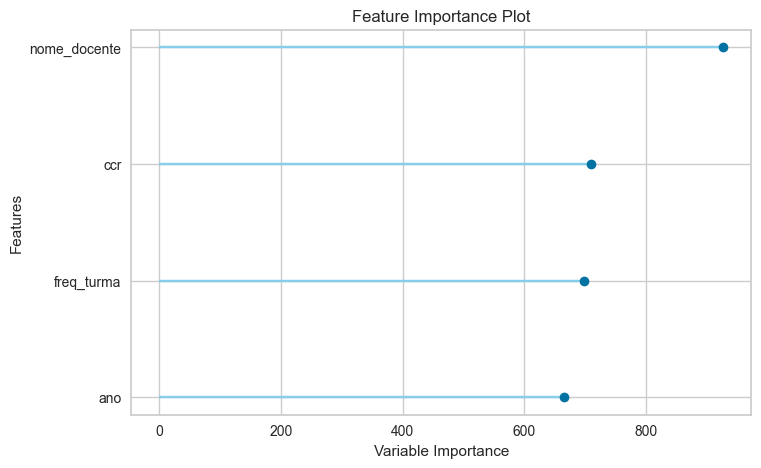 Feature Importance Plot
nome_docente
ccr
freq_turma
ano
Features
0 200 400 600 800
Variable Importance